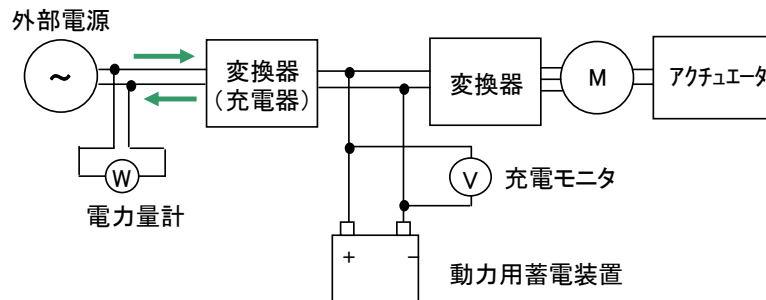 外部電源
~
変換器
(充電器)
変換器
M
アクチュエータ
W
電力量計
V
充電モニタ
+
−
動力用蓄電装置